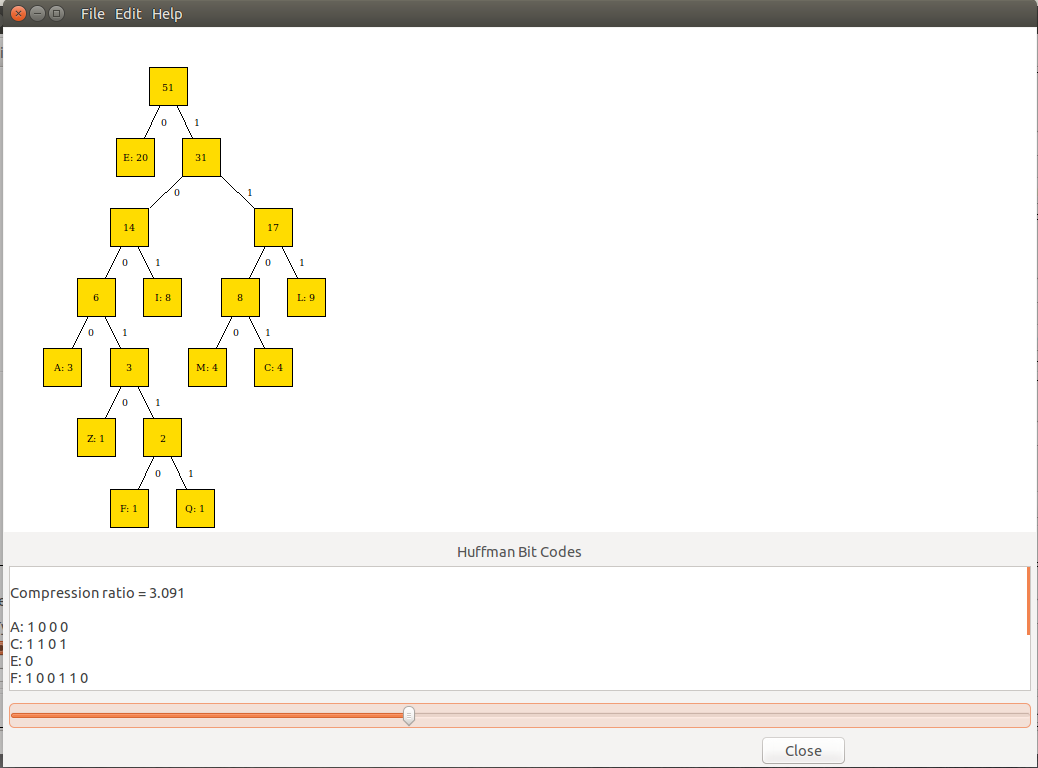 File Edit Help
51
0 1
E: 20 31
0 1
14 17
0 1 0 1
6 I: 8 8 L: 9
0 1 0 1
A: 3 3 M: 4 C: 4
0 1
Z: 1 2
0 1
F: 1 Q: 1
Huffman Bit Codes
Compression ratio = 3.091
A: 1 0 0 0
C: 1 1 0 1
E: 0
F: 1 0 0 1 1 0
Close